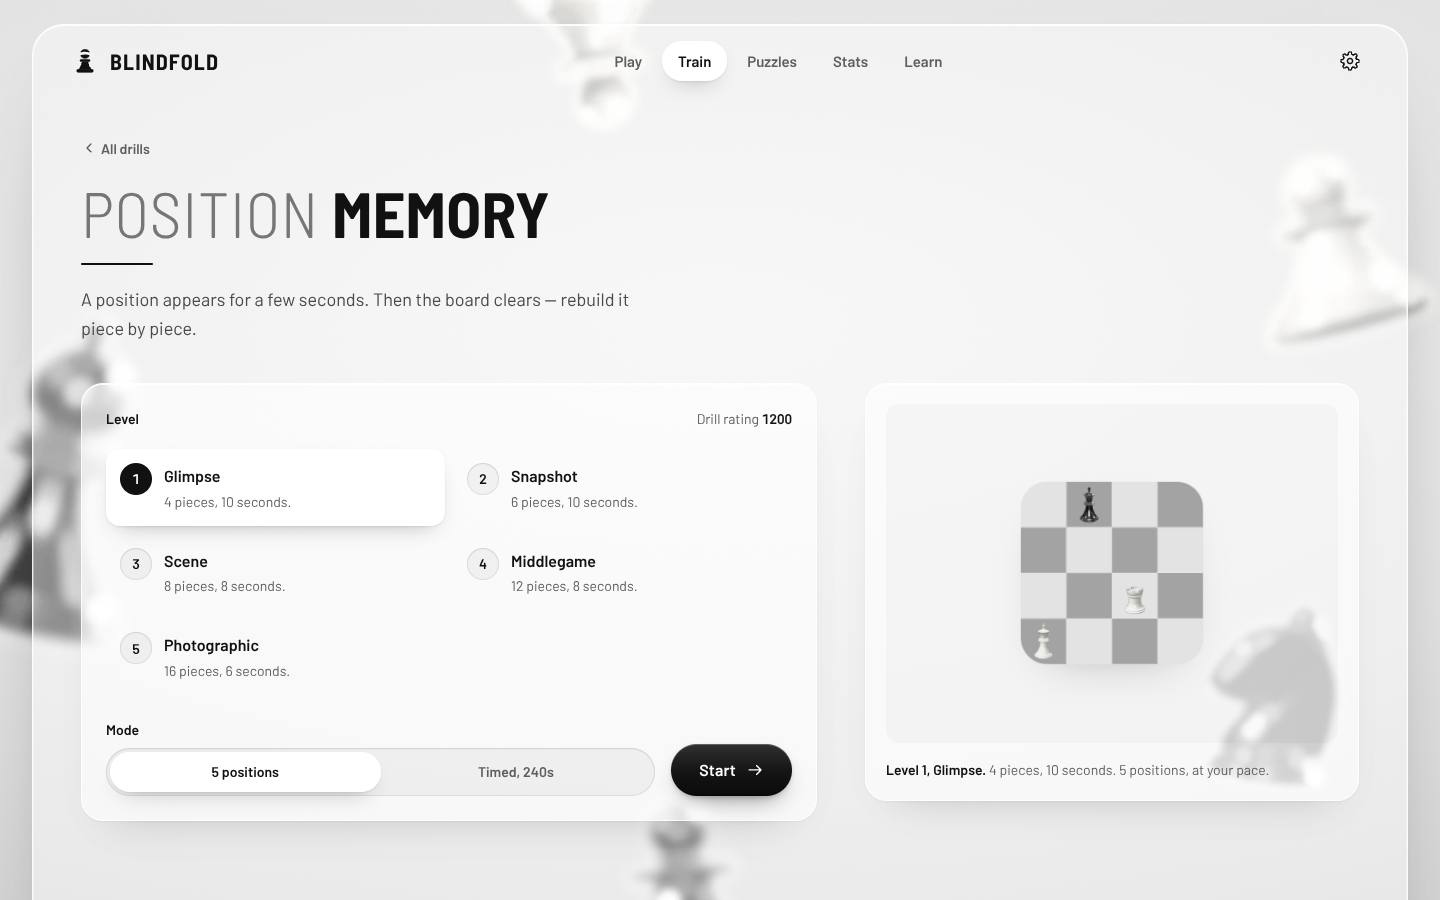 BLINDFOLD
Play
Train
Puzzles
Stats
Learn
All drills
POSITION MEMORY
A position appears for a few seconds. Then the board clears — rebuild it
piece by piece.
Level
Drill rating 1200
1
Glimpse
4 pieces, 10 seconds.
2
Snapshot
6 pieces, 10 seconds.
3
Scene
8 pieces, 8 seconds.
4
Middlegame
12 pieces, 8 seconds.
5
Photographic
16 pieces, 6 seconds.
Mode
5 positions
Timed, 240s
Start
Level 1, Glimpse. 4 pieces, 10 seconds. 5 positions, at your pace.